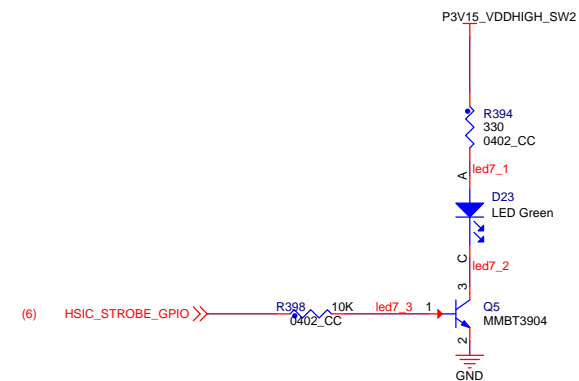 P3V15_VDDHIGH_SW2
R394
330
0402_CC
led7_1
A
D23
LED Green
C
led7_2
3
(6) HSIC_STROBE_GPIO R398 10K led7_3 1 Q5
0402_CC MMBT3904
2
GND